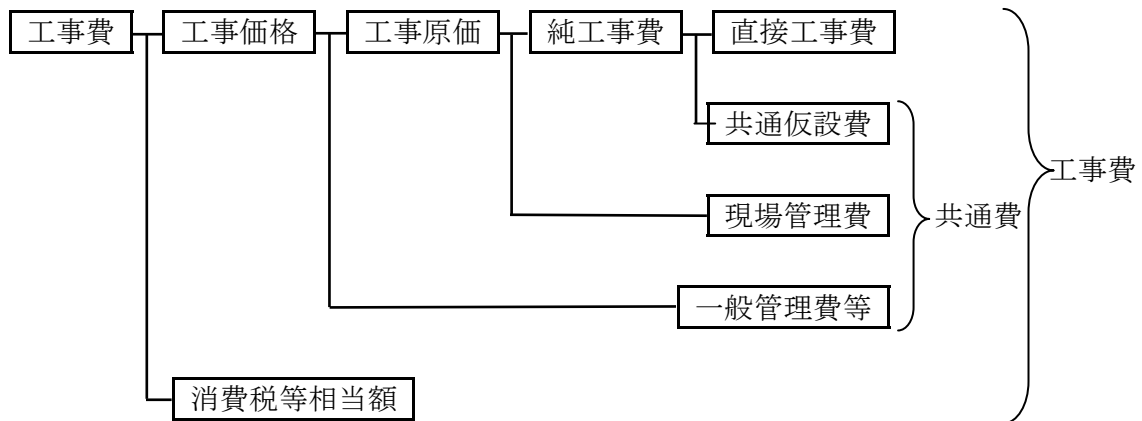 工事費 工事価格 工事原価 純工事費 直接工事費
共通仮設費
工事費
現場管理費
共通費
一般管理費等
消費税等相当額